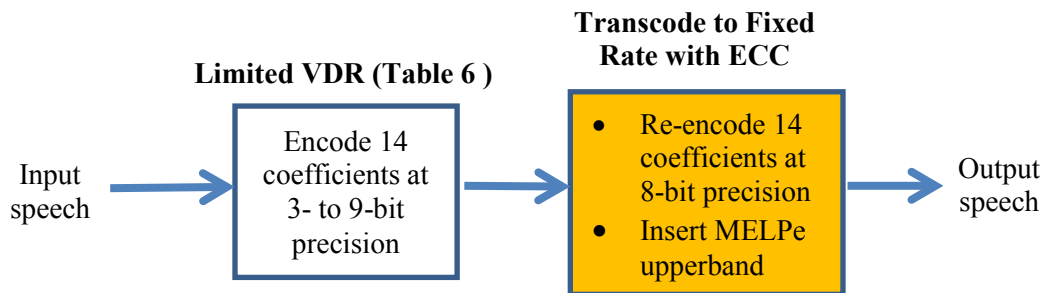 Transcode to Fixed
Rate with ECC
Limited VDR (Table 6 )
Input
speech
Encode 14
coefficients at
3- to 9-bit
precision
• Re-encode 14
coefficients at
8-bit precision
• Insert MELPe
upperband
Output
speech